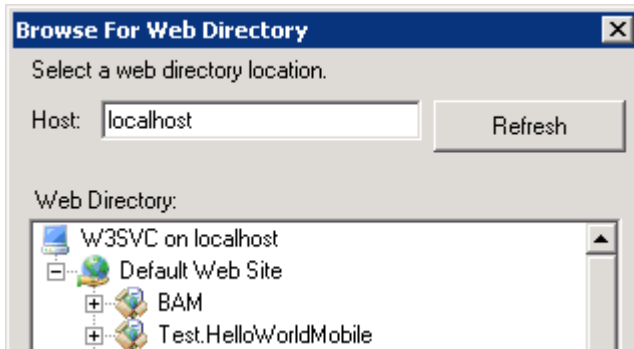 Browse For Web Directory
Select a web directory location.
Host: localhost Refresh
Web Directory:
W3SVC on localhost
Default Web Site
BAM
Test.HelloWorldMobile